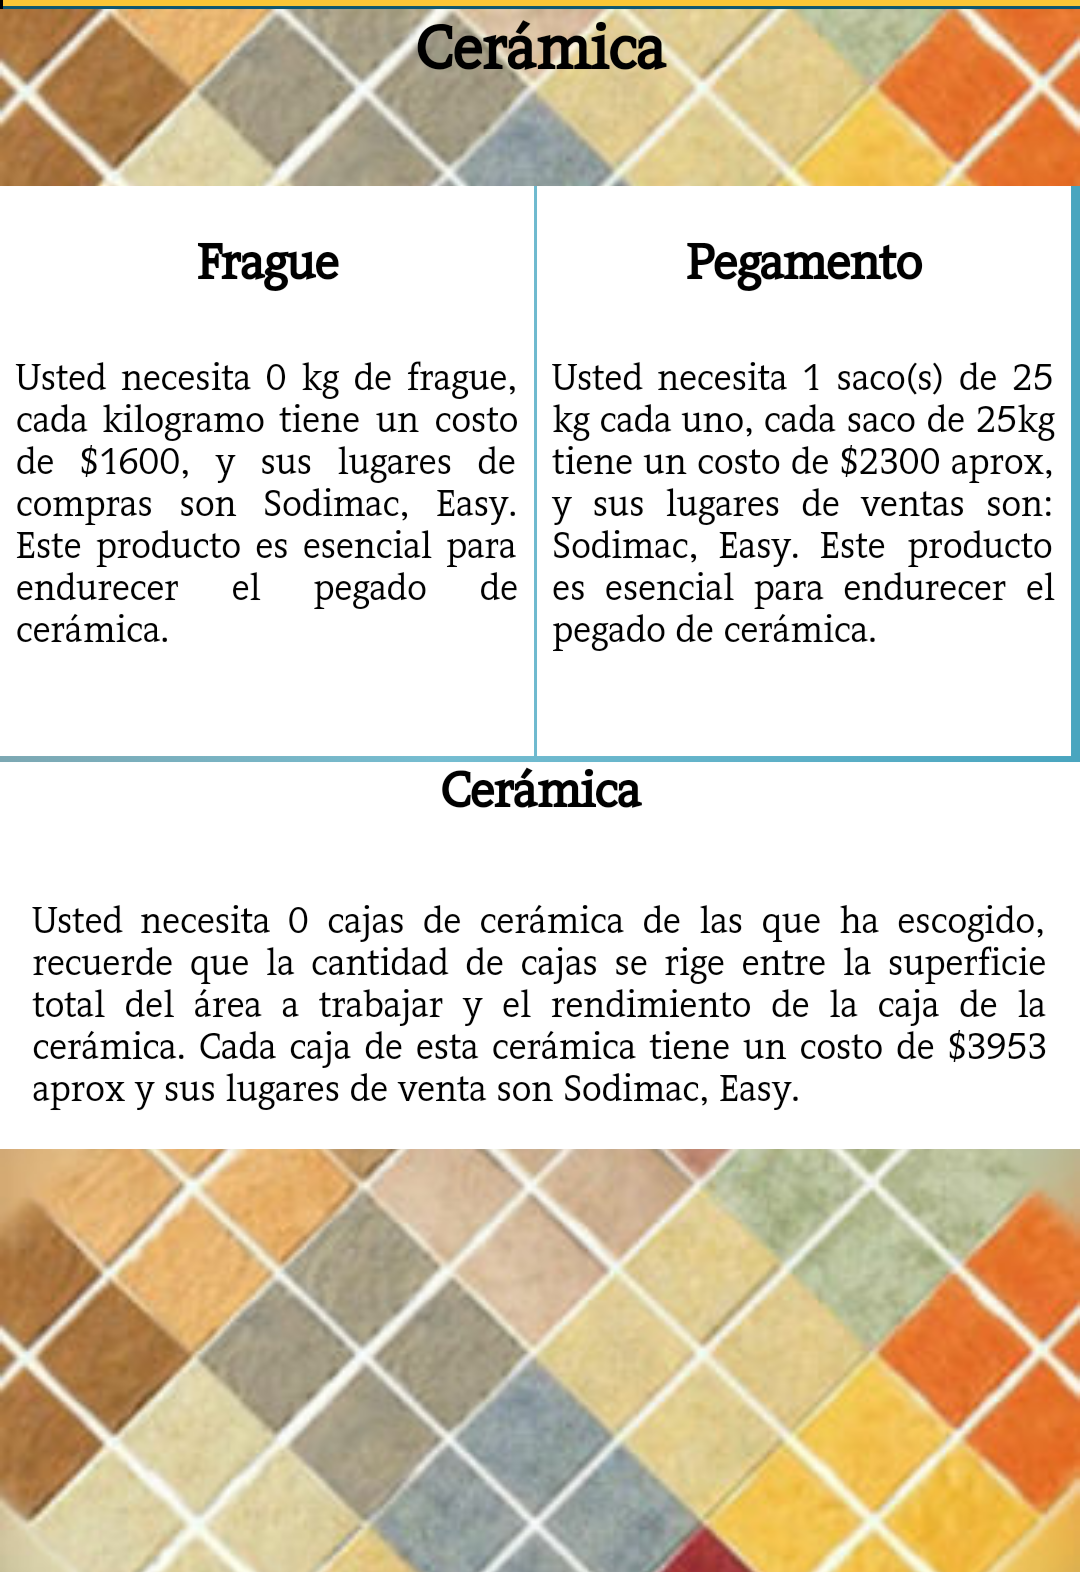 Cerámica
Frague
Usted necesita 0 kg de frague,
cada kilogramo tiene un costo
de $1600, y sus lugares de
compras son Sodimac, Easy.
Este producto es esencial para
endurecer el pegado de
cerámica.
Pegamento
Usted necesita 1 saco(s) de 25
kg cada uno, cada saco de 25kg
tiene un costo de $2300 aprox,
y sus lugares de ventas son:
Sodimac, Easy. Este producto
es esencial para endurecer el
pegado de cerámica.
Cerámica
Usted necesita 0 cajas de cerámica de las que ha escogido,
recuerde que la cantidad de cajas se rige entre la superficie
total del área a trabajar y el rendimiento de la caja de la
cerámica. Cada caja de esta cerámica tiene un costo de $3953
aprox y sus lugares de venta son Sodimac, Easy.